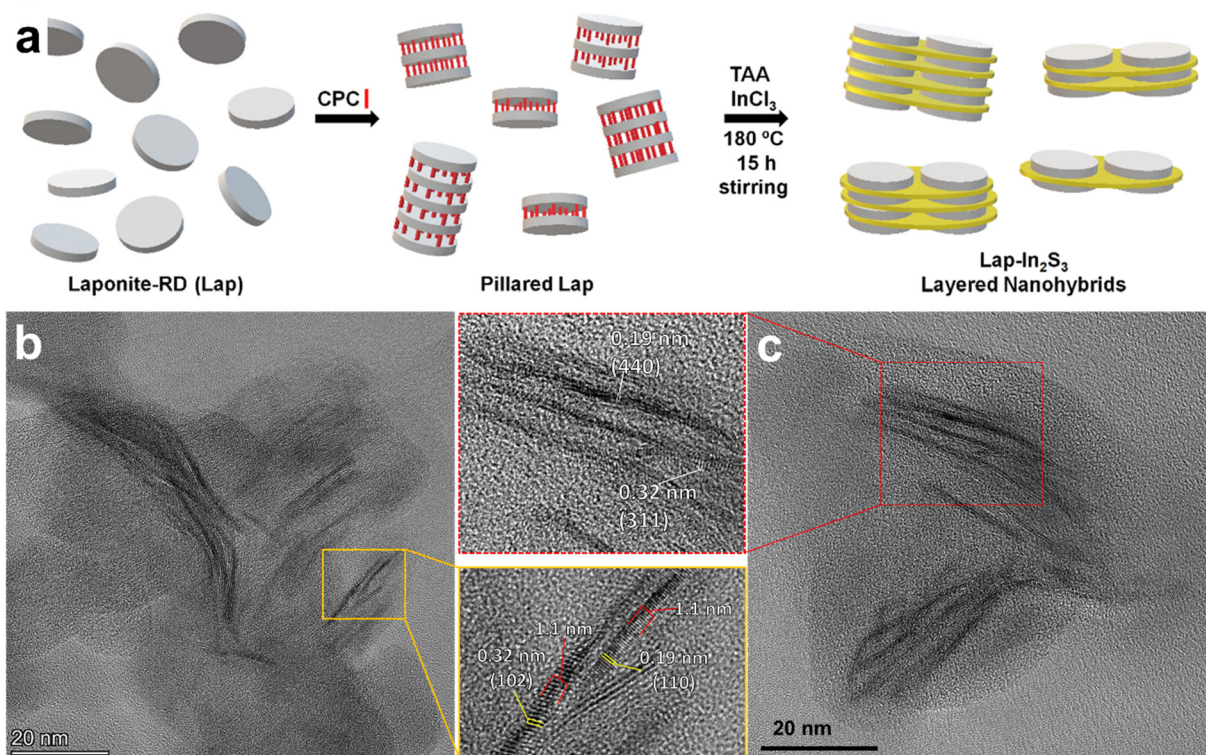 a
CPC
TAA
InCl₃
180 ºC
15 h
stirring
Laponite-RD (Lap)
Pillared Lap
Lap-In₂S₃
Layered Nanohybrids
b
0.19 nm
(440)
0.32 nm
(311)
c
1.1 nm
1.1 nm
0.32 nm
(102)
0.19 nm
(110)
20 nm
20 nm